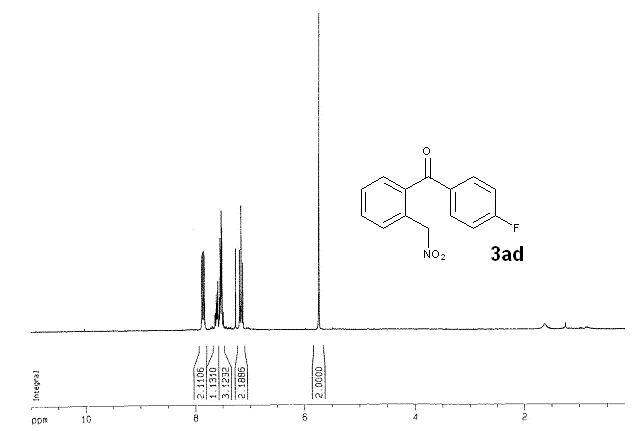 O
F
NO2
3ad
Integral
2.1106
1.1310
3.1232
2.1886
2.0000
ppm
10
8
6
4
2